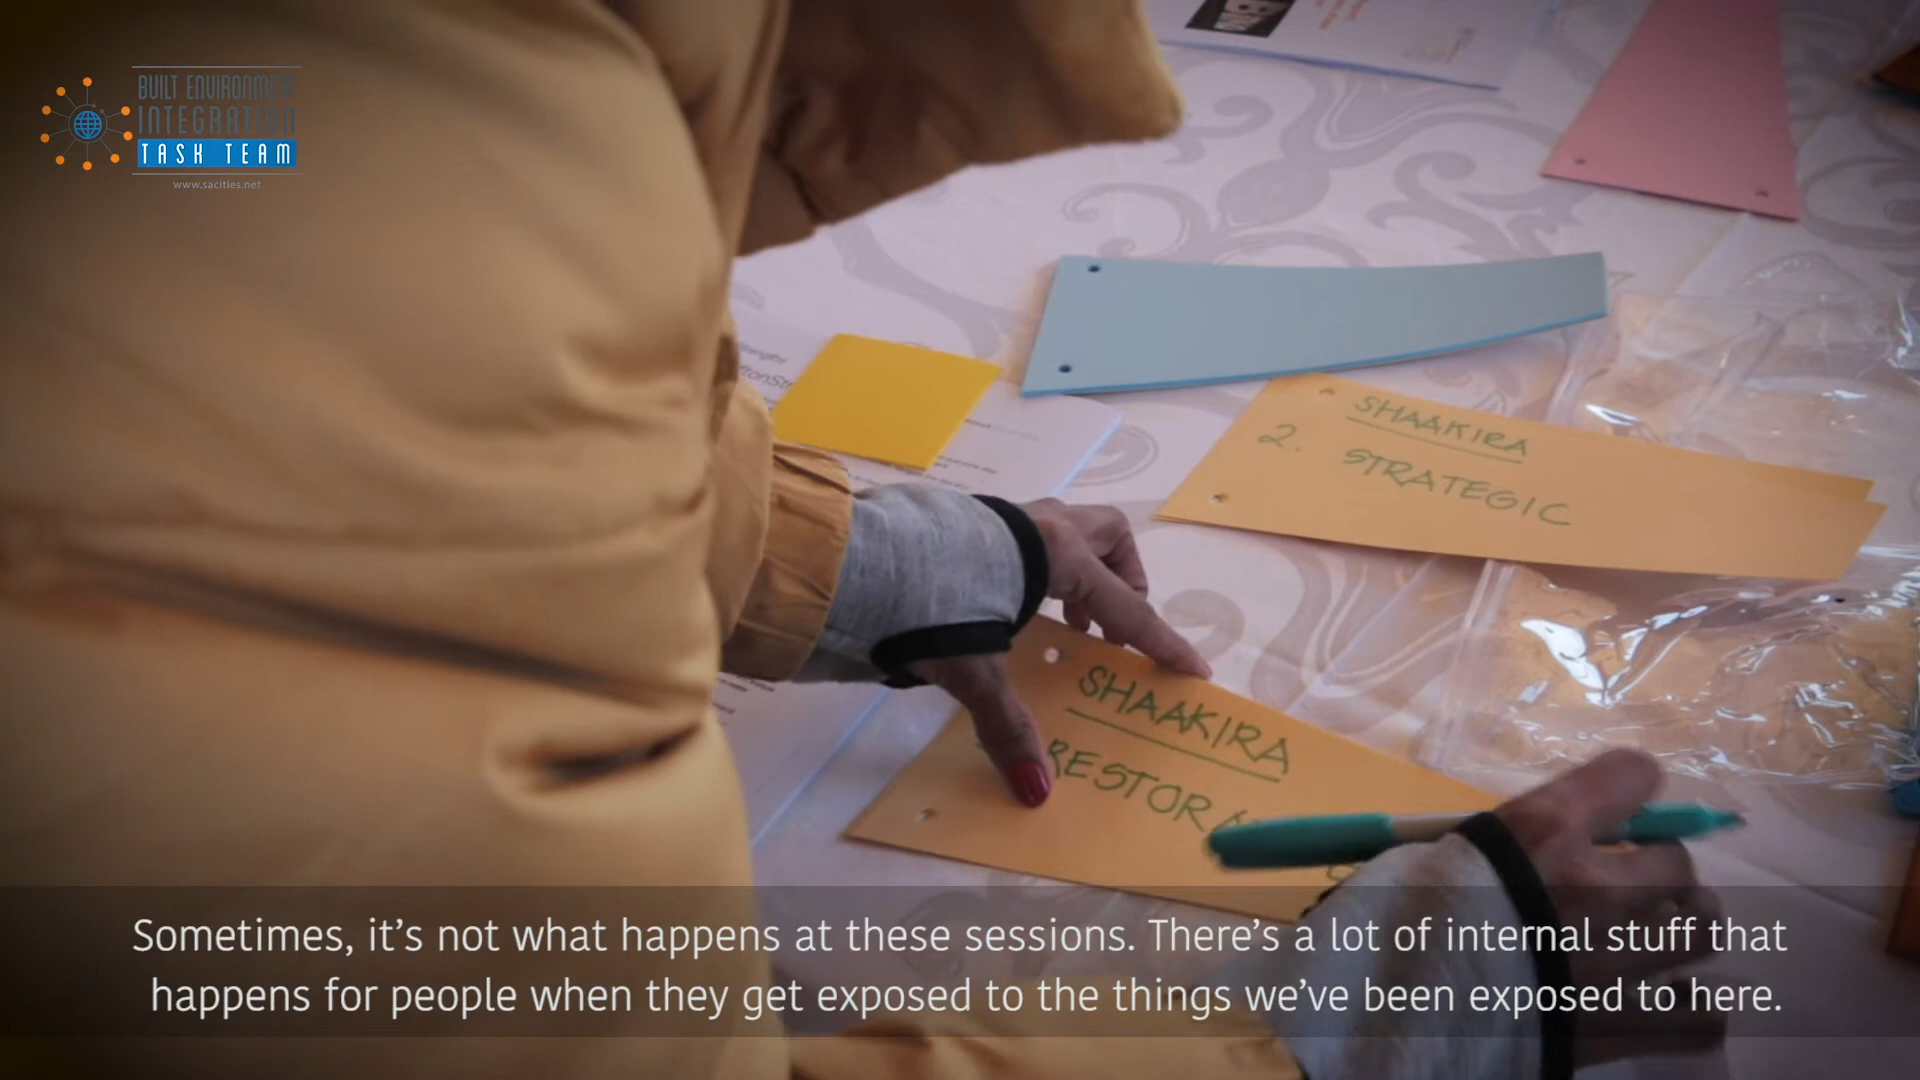 BUILT ENVIRONMENT
INTEGRATION
TASK TEAM
www.sacities.net
SHAAKIRA
2. STRATEGIC
SHAAKIRA
Sometimes, it's not what happens at these sessions. There's a lot of internal stuff that
happens for people when they get exposed to the things we've been exposed to here.